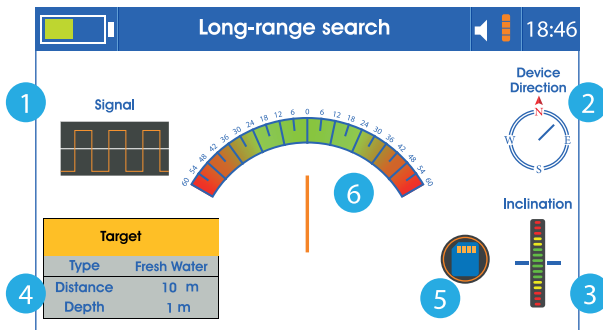 Long-range search
18:46
1
Signal
60 54 48 42 36 30 24 18 12 6 0 6 12 18 24 30 36 42 48 54 60
Device
Direction
2
N
W E
S
6
Inclination
Target
Type Fresh Water
Distance 10 m
Depth 1 m
4
5
3